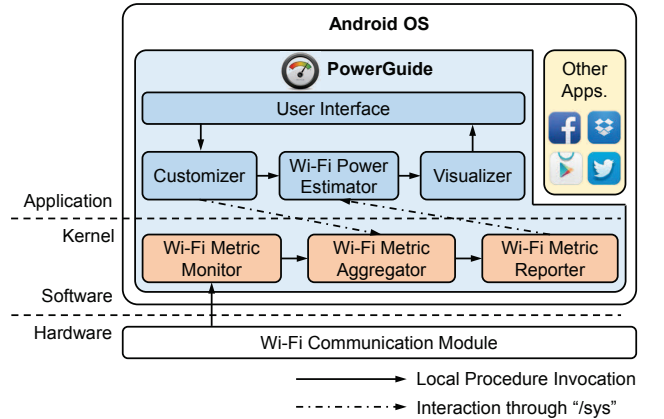 Android OS
PowerGuide
Other
Apps.
User Interface
Customizer
Wi-Fi Power
Estimator
Visualizer
Application
Kernel
Wi-Fi Metric
Monitor
Wi-Fi Metric
Aggregator
Wi-Fi Metric
Reporter
Software
Hardware
Wi-Fi Communication Module
Local Procedure Invocation
Interaction through "/sys"